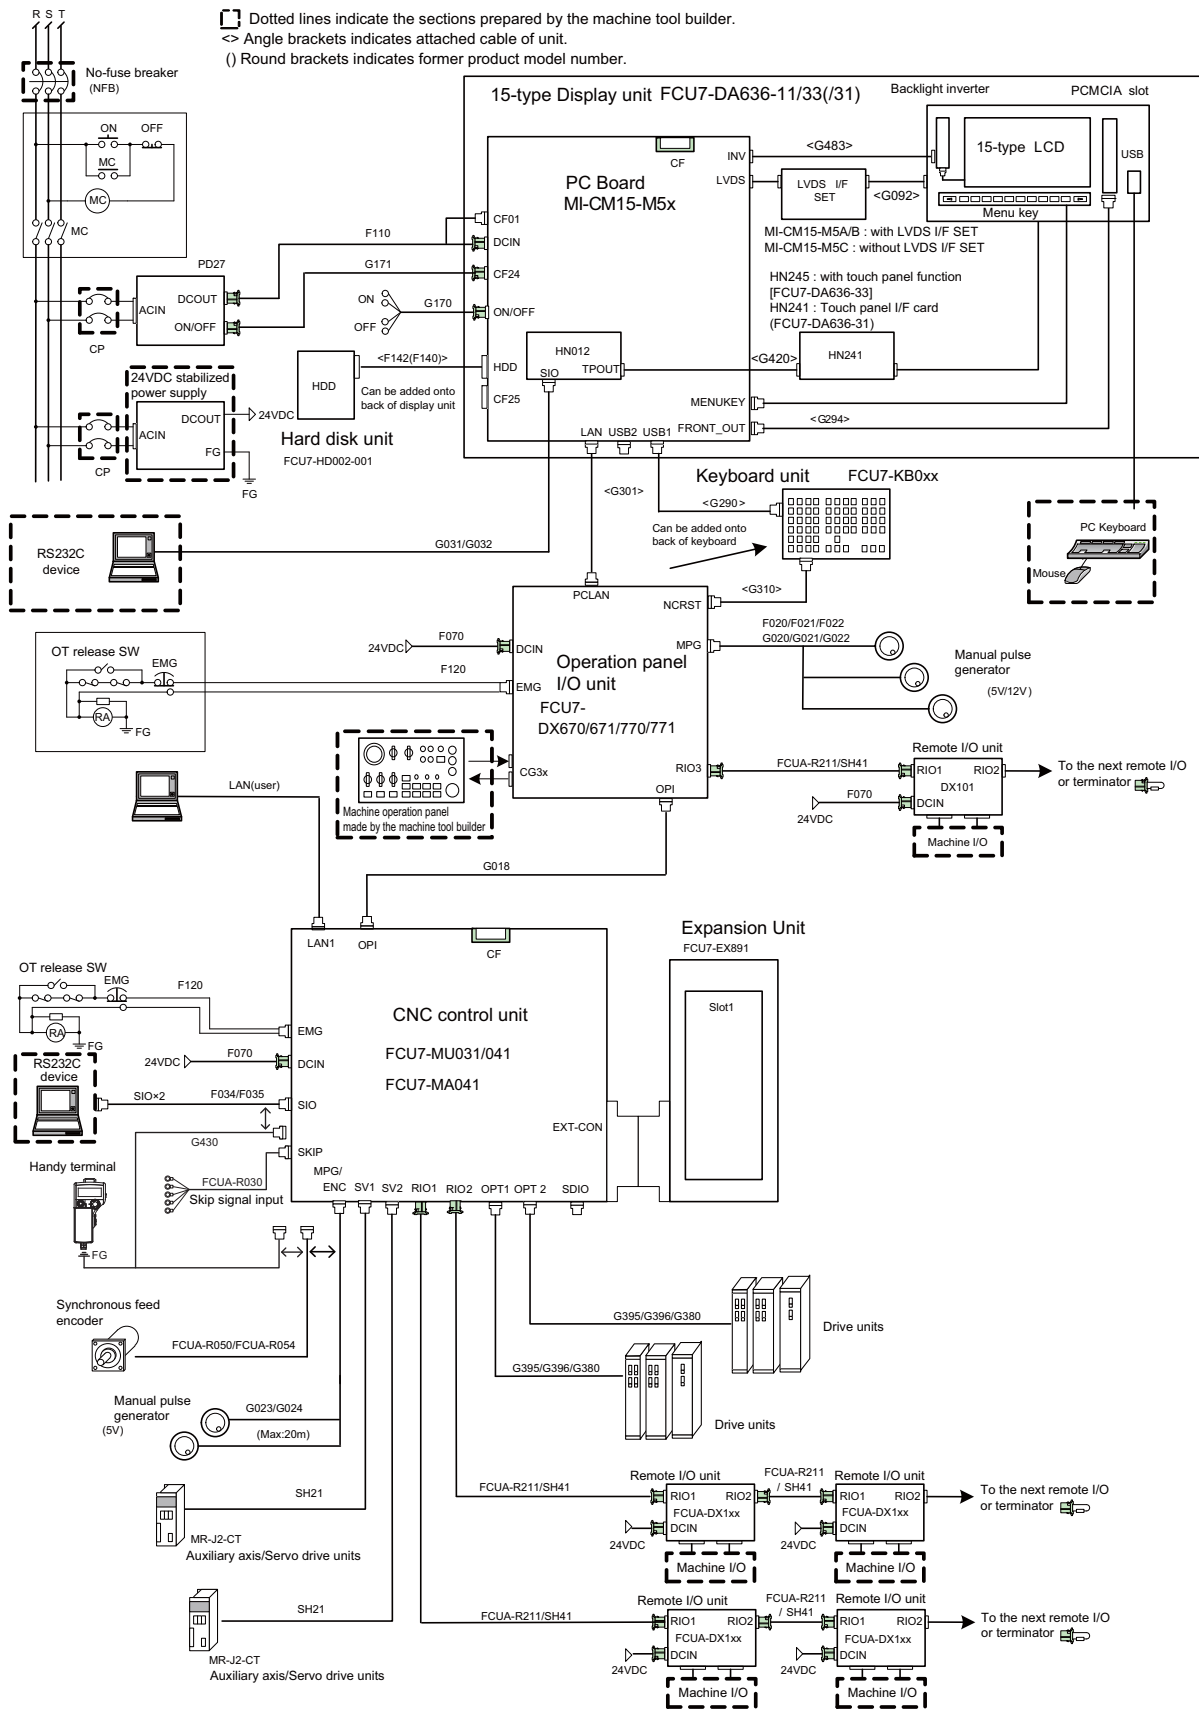 R S T
Dotted lines indicate the sections prepared by the machine tool builder.
<> Angle brackets indicates attached cable of unit.
() Round brackets indicates former product model number.
No-fuse breaker
(NFB)
ON
OFF
MC
MC
MC
PD27
ACIN
DCOUT
ON/OFF
CP
24VDC stabilized
power supply
ACIN
DCOUT
FG
24VDC
FG
CP
15-type Display unit FCU7-DA636-11/33(/31)
Backlight inverter
PCMCIA slot
15-type LCD
USB
Menu key
CF
PC Board
MI-CM15-M5x
INV
LVDS
<G483>
LVDS I/F
SET
<G092>
MI-CM15-M5A/B : with LVDS I/F SET
MI-CM15-M5C : without LVDS I/F SET
HN245 : with touch panel function
[FCU7-DA636-33]
HN241 : Touch panel I/F card
(FCU7-DA636-31)
CF01
DCIN
CF24
ON/OFF
HDD
CF25
F110
G171
ON
OFF
G170
<F142(F140)>
HDD
Can be added onto
back of display unit
Hard disk unit
FCU7-HD002-001
HN012
SIO
TPOUT
<G420>
HN241
MENUKEY
FRONT_OUT
<G294>
LAN USB2 USB1
<G301>
<G290>
Keyboard unit
FCU7-KB0xx
Can be added onto
back of keyboard
<G310>
PC Keyboard
Mouse
RS232C
device
G031/G032
PCLAN
NCRST
MPG
DCIN
EMG
CG3x
RIO3
OPI
Operation panel
I/O unit
FCU7-
DX670/671/770/771
24VDC
F070
F120
OT release SW
EMG
RA
FG
F020/F021/F022
G020/G021/G022
Manual pulse
generator
(5V/12V)
Machine operation panel
made by the machine tool builder
FCUA-R211/SH41
Remote I/O unit
RIO1
RIO2
DX101
DCIN
F070
24VDC
Machine I/O
To the next remote I/O
or terminator
LAN(user)
G018
LAN1
OPI
CF
CNC control unit
FCU7-MU031/041
FCU7-MA041
Expansion Unit
FCU7-EX891
Slot1
EXT-CON
OT release SW
EMG
F120
RA
FG
EMG
24VDC
F070
DCIN
RS232C
device
SIO×2
F034/F035
SIO
G430
SKIP
Handy terminal
FCUA-R030
Skip signal input
FG
MPG/
ENC SV1 SV2 RIO1 RIO2 OPT1 OPT 2 SDIO
Synchronous feed
encoder
FCUA-R050/FCUA-R054
G395/G396/G380
Drive units
G395/G396/G380
Drive units
Manual pulse
generator
(5V)
G023/G024
(Max:20m)
SH21
MR-J2-CT
Auxiliary axis/Servo drive units
SH21
MR-J2-CT
Auxiliary axis/Servo drive units
FCUA-R211/SH41
Remote I/O unit
RIO1
RIO2
FCUA-DX1xx
DCIN
24VDC
Machine I/O
FCUA-R211
/ SH41
Remote I/O unit
RIO1
RIO2
FCUA-DX1xx
DCIN
24VDC
Machine I/O
To the next remote I/O
or terminator
FCUA-R211/SH41
Remote I/O unit
RIO1
RIO2
FCUA-DX1xx
DCIN
24VDC
Machine I/O
FCUA-R211
/ SH41
Remote I/O unit
RIO1
RIO2
FCUA-DX1xx
DCIN
24VDC
Machine I/O
To the next remote I/O
or terminator